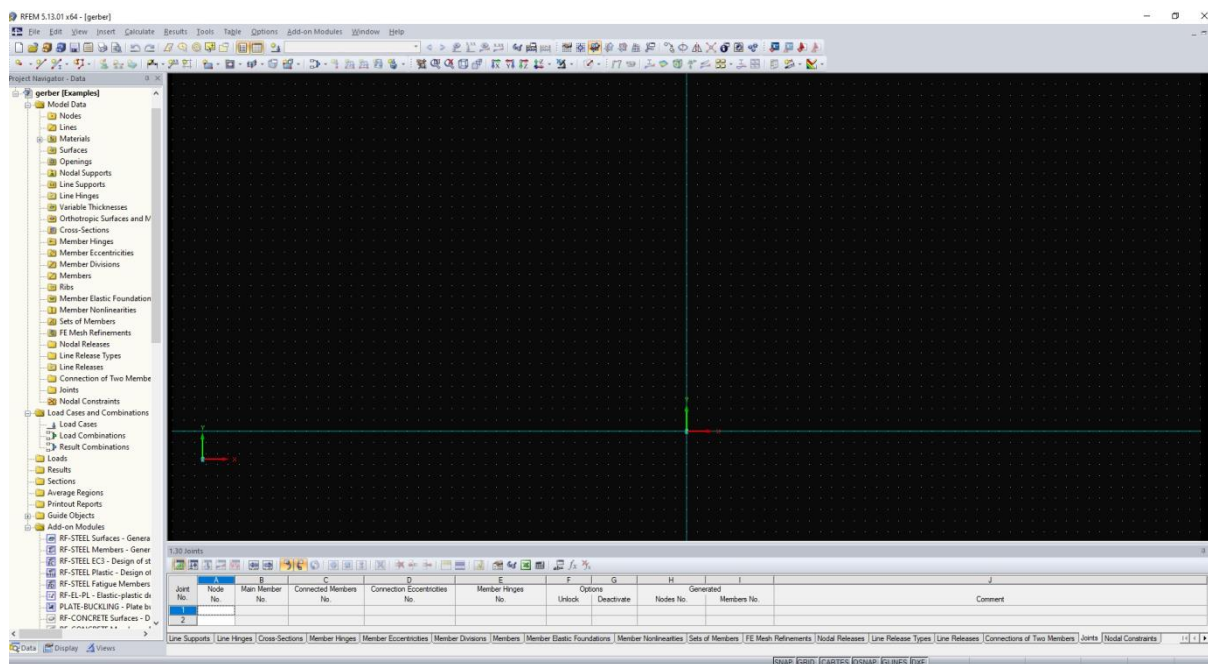 RFEM 5.13.01 x64 - [gerber]
File Edit View Insert Calculate Results Tools Table Options Add-on Modules Window Help
Project Navigator - Data
gerber [Examples]
Model Data
Nodes
Lines
Materials
Surfaces
Openings
Nodal Supports
Line Supports
Line Hinges
Variable Thicknesses
Orthotropic Surfaces and M
Cross-Sections
Member Hinges
Member Eccentricities
Member Divisions
Members
Ribs
Member Elastic Foundation
Member Nonlinearities
Sets of Members
FE Mesh Refinements
Nodal Releases
Line Release Types
Line Releases
Connection of Two Membe
Joints
Nodal Constraints
Load Cases and Combinations
Load Cases
Load Combinations
Result Combinations
Loads
Results
Sections
Average Regions
Printout Reports
Guide Objects
Add-on Modules
RF-STEEL Surfaces - Genera
RF-STEEL Members - Gener
RF-STEEL EC3 - Design of st
RF-STEEL Plastic - Design of
RF-STEEL Fatigue Members
RF-EL-PL - Elastic-plastic de
PLATE-BUCKLING - Plate bu
RF-CONCRETE Surfaces - D
Data Display Views
Y
X
Y
X
1.30 Joints
A B C D E F G H I J
Joint Node Main Member Connected Members Connection Eccentricities Member Hinges Options Generated
No. No. No. No. No. No. Unlock Deactivate Nodes No. Members No. Comment
1
2
Line Supports Line Hinges Cross-Sections Member Hinges Member Eccentricities Member Divisions Members Member Elastic Foundations Member Nonlinearities Sets of Members FE Mesh Refinements Nodal Releases Line Release Types Line Releases Connections of Two Members Joints Nodal Constraints
SNAP GRID CARTES OSNAP GLINES DXF